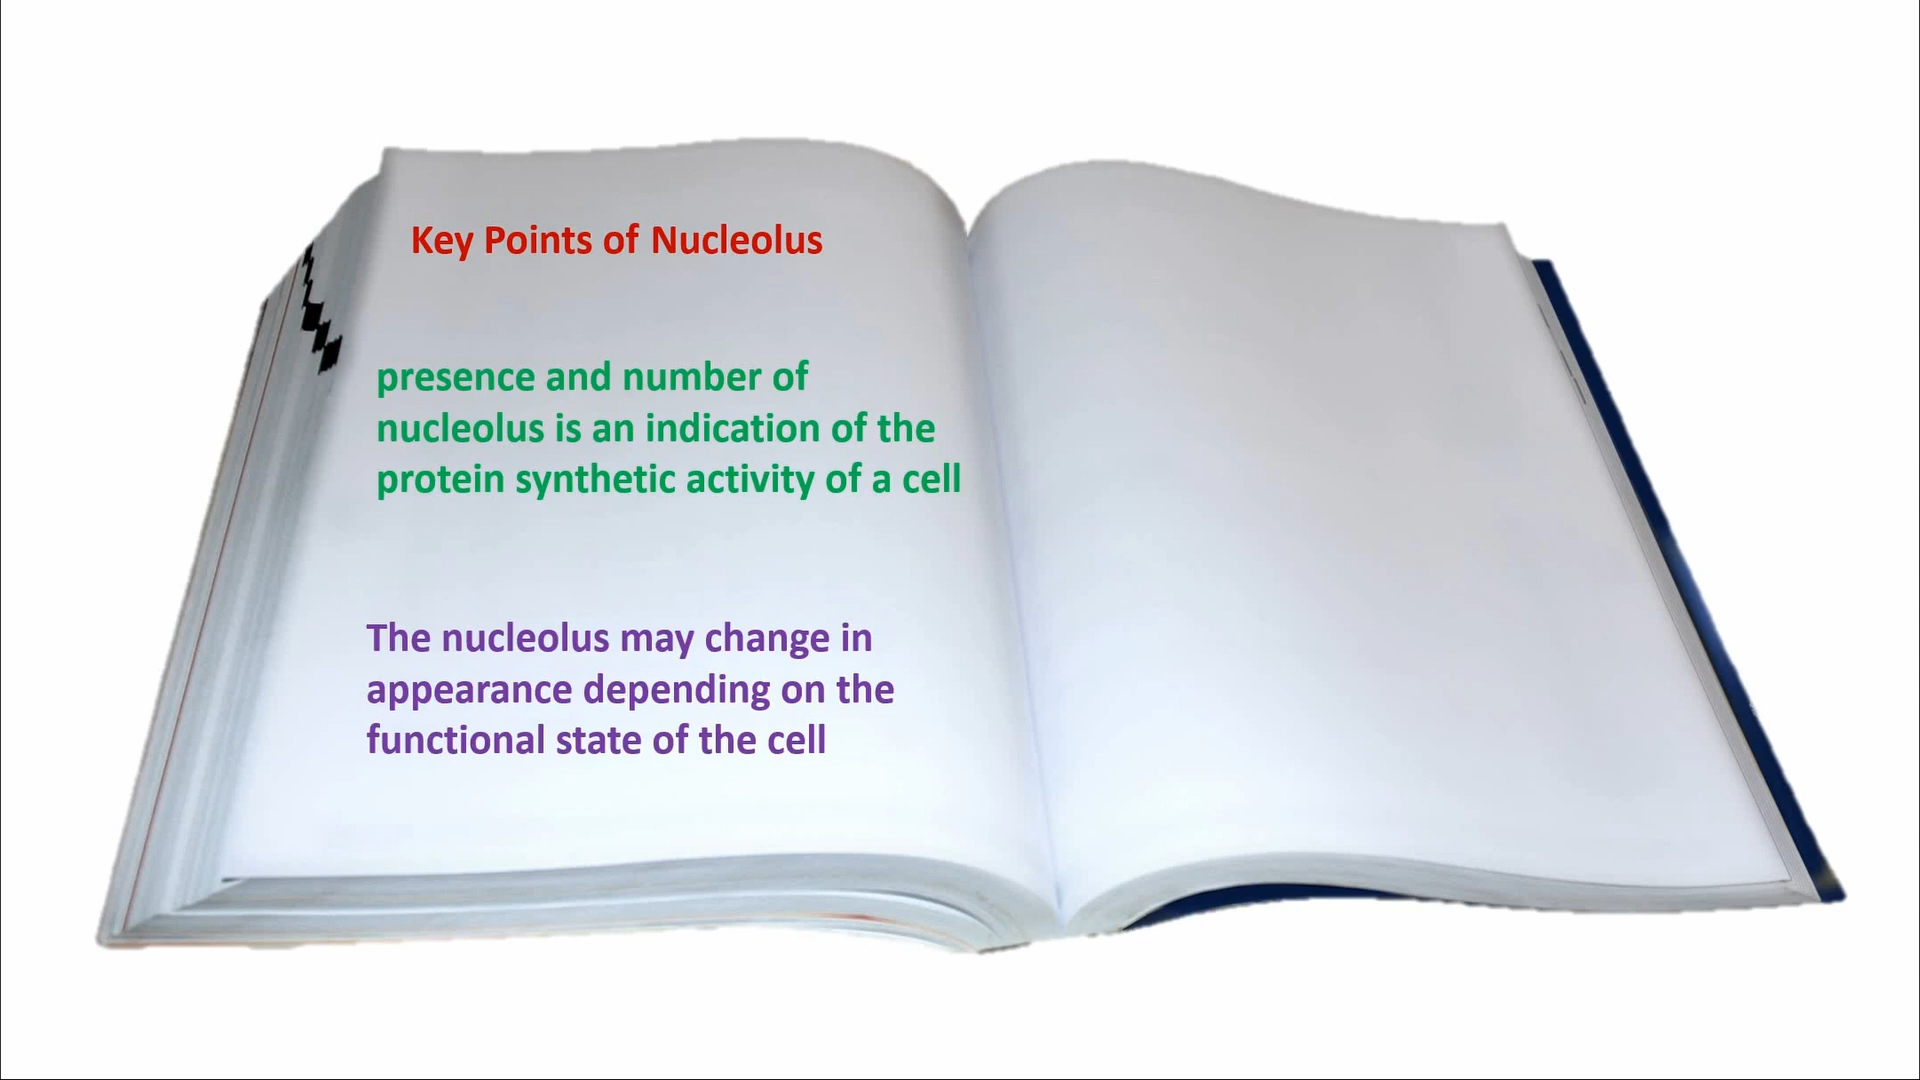 Key Points of Nucleolus
presence and number of
nucleolus is an indication of the
protein synthetic activity of a cell
The nucleolus may change in
appearance depending on the
functional state of the cell